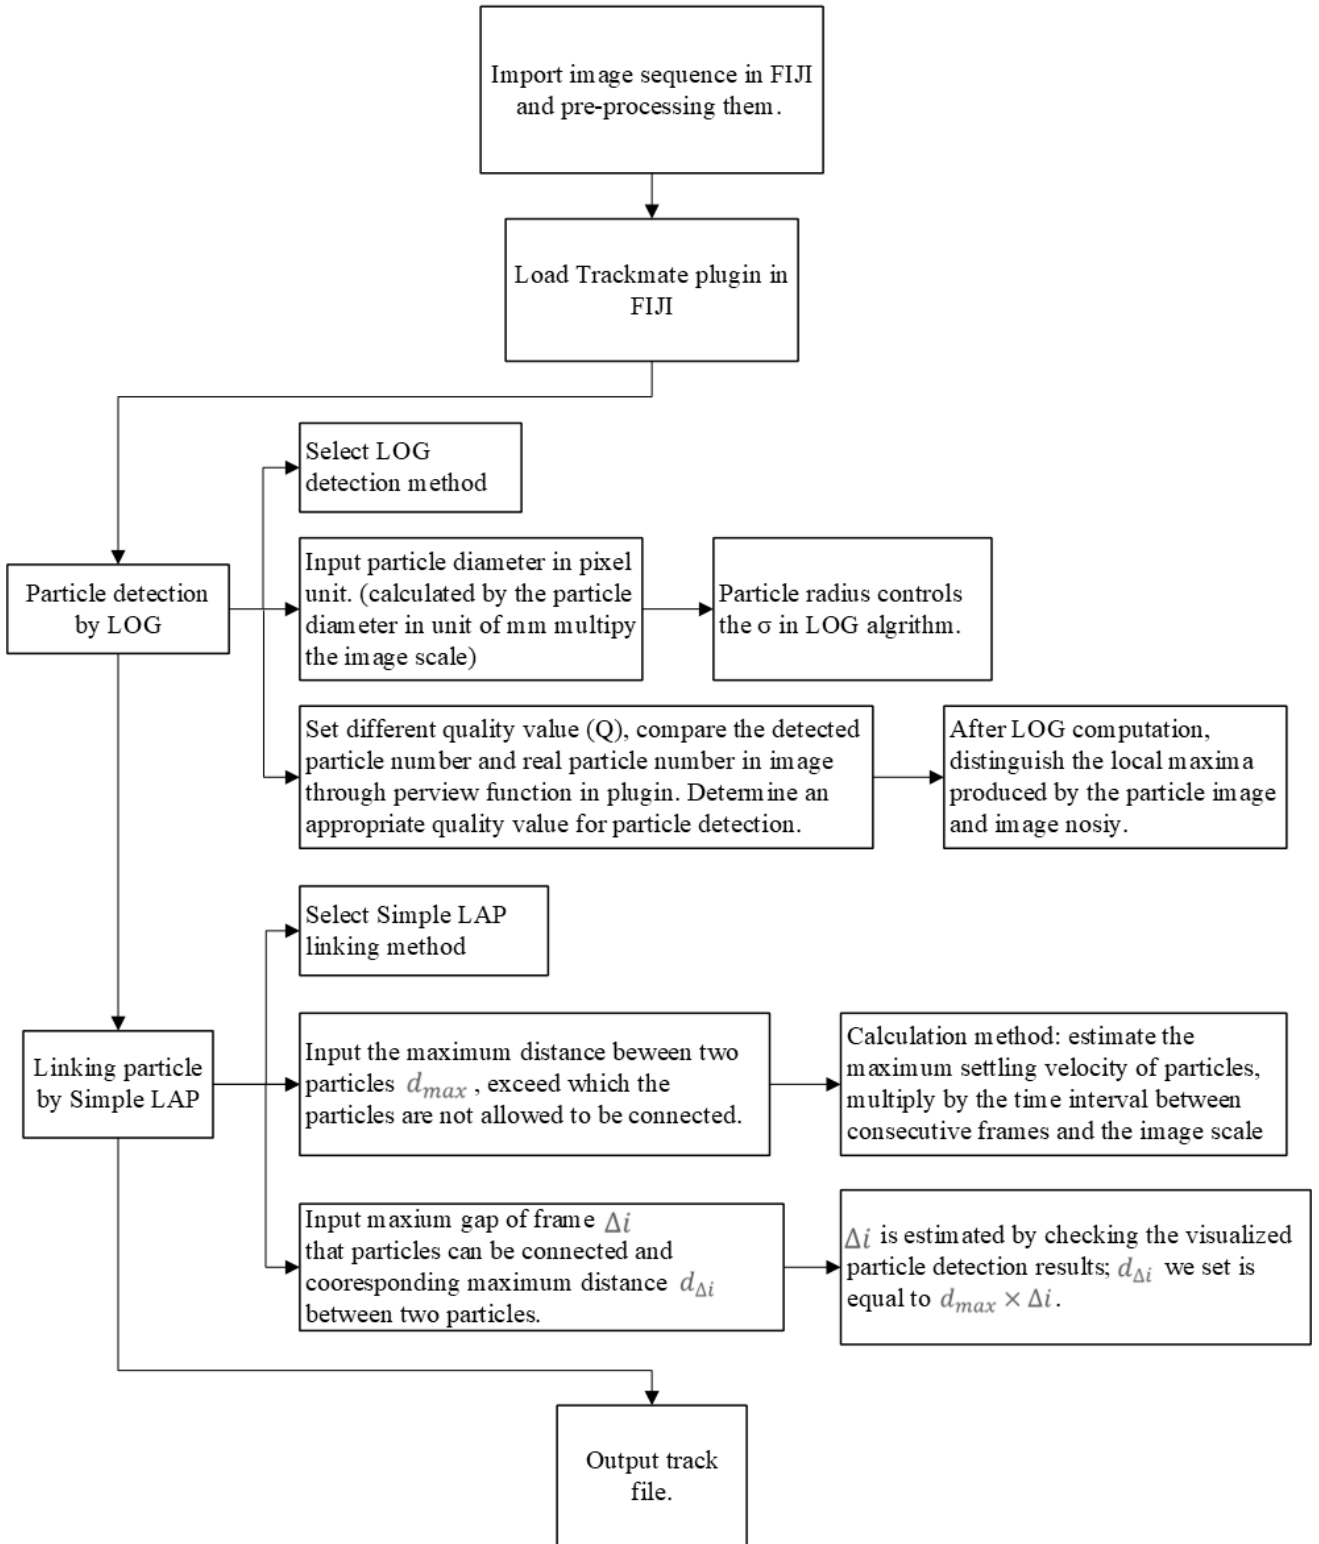 Import image sequence in FIJI
and pre-processing them.
Load Trackmate plugin in
FIJI
Select LOG
detection method
Particle detection
by LOG
Input particle diameter in pixel
unit. (calculated by the particle
diameter in unit of mm multipy
the image scale)
Particle radius controls
the σ in LOG algrithm.
Set different quality value (Q), compare the detected
particle number and real particle number in image
through perview function in plugin. Determine an
appropriate quality value for particle detection.
After LOG computation,
distinguish the local maxima
produced by the particle image
and image nosiy.
Select Simple LAP
linking method
Linking particle
by Simple LAP
Input the maximum distance beween two
particles d_{max} , exceed which the
particles are not allowed to be connected.
Calculation method: estimate the
maximum settling velocity of particles,
multiply by the time interval between
consecutive frames and the image scale
Input maxium gap of frame Δi
that particles can be connected and
cooresponding maximum distance d_{Δi}
between two particles.
Δi is estimated by checking the visualized
particle detection results; d_{Δi} we set is
equal to d_{max} × Δi.
Output track
file.